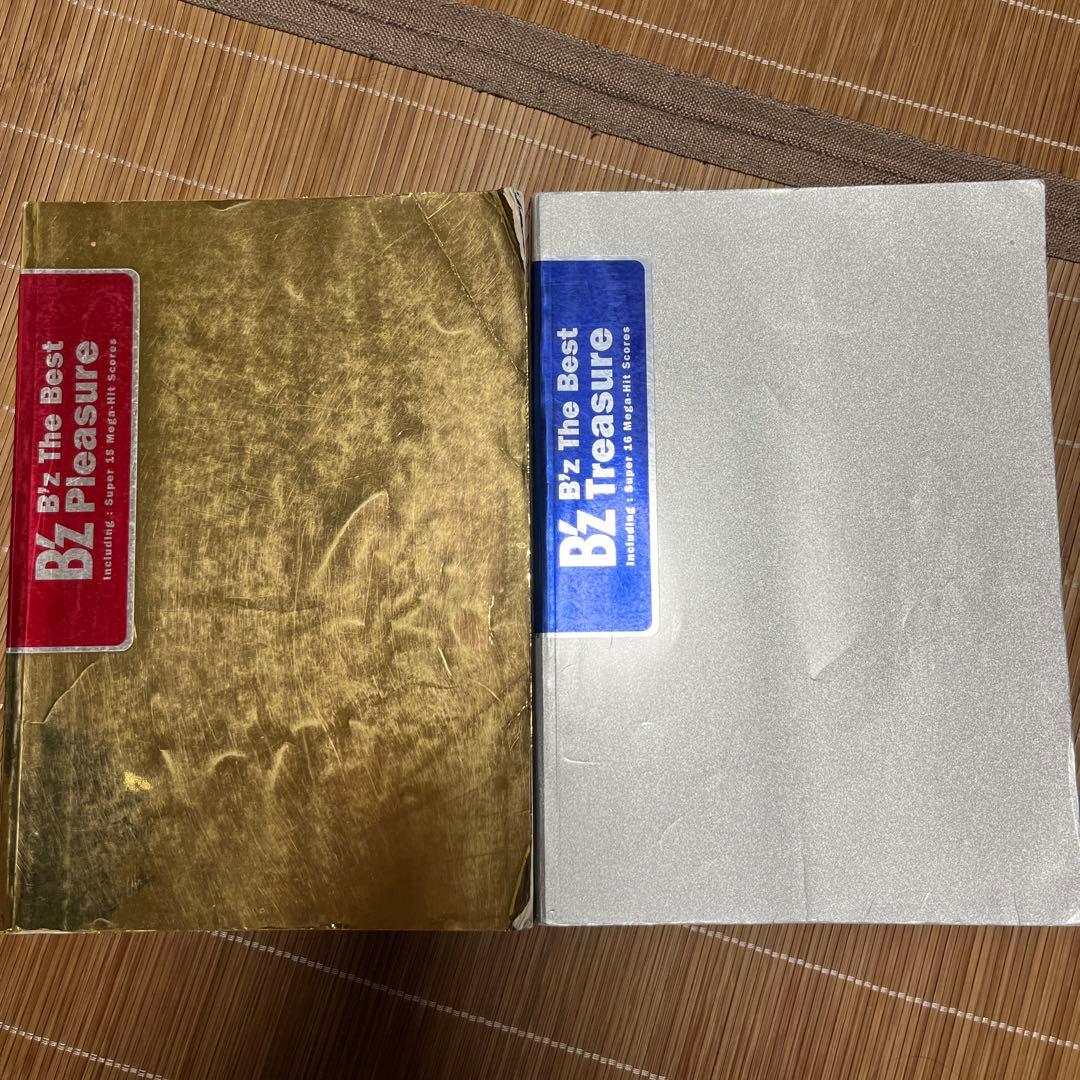 B'z The Best
B'z Pleasure
Including : Super 15 Mega-Hit Scores
B'z The Best
B'z Treasure
Including : Super 16 Mega-Hit Scores